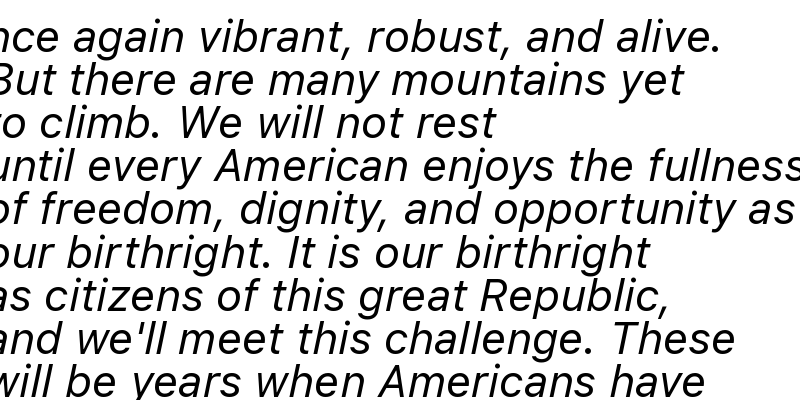 nce again vibrant, robust, and alive.
But there are many mountains yet
to climb. We will not rest
until every American enjoys the fullness
of freedom, dignity, and opportunity as
our birthright. It is our birthright
as citizens of this great Republic,
and we'll meet this challenge. These
will be years when Americans have